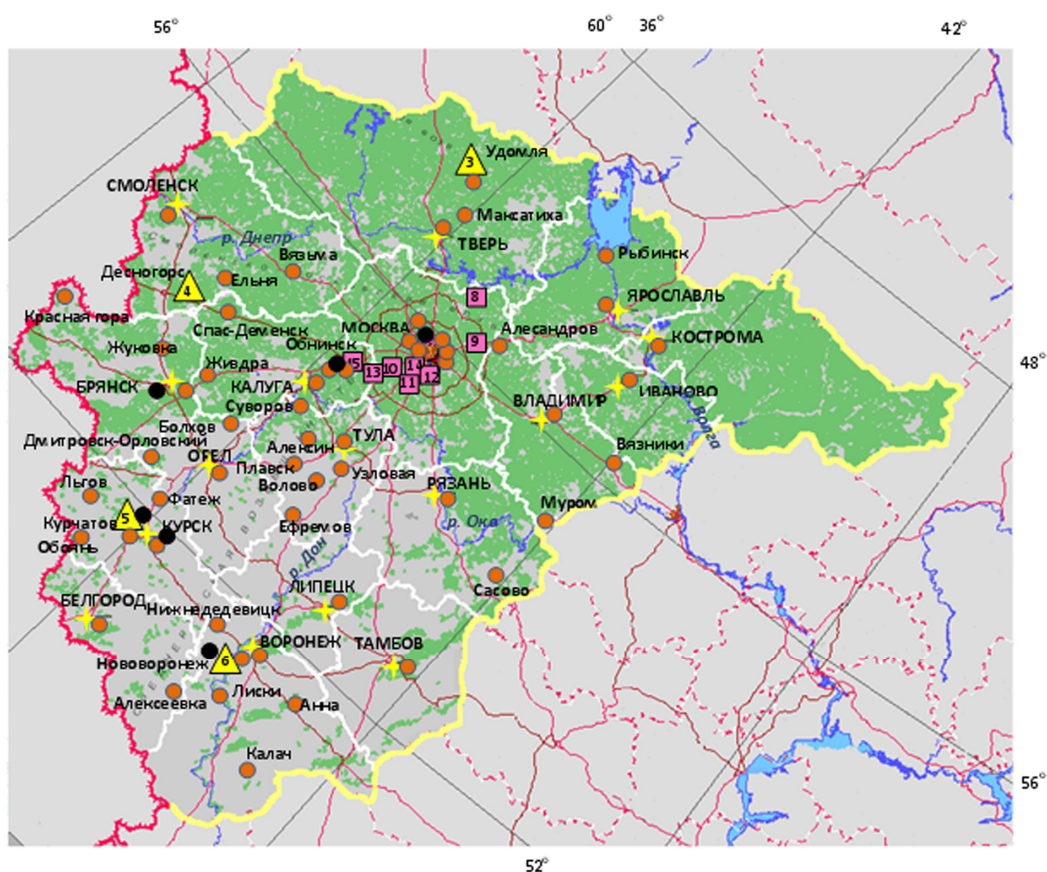 56°
60° 36°
42°
3 Удомля
СМОЛЕНСК
Максатиха
р. Днепр
ТВЕРЬ
Вязьма
Рыбинск
Десногорс
4
Ельня
8
ЯРОСЛАВЛЬ
Красная гора
Спас-Деменск
МОСКВА
Алесандров
КОСТРОМА
9
Жуковка
Обнинск
48°
Живдра
15
13
10
14
11
12
БРЯНСК
КАЛУГА
ИВАНОВО
Суворов
ВЛАДИМИР
Волга
Болхов
Дмитровск-Орловский
ТУЛА
Алексин
Вязники
ОРЕЛ
Плавск
Узловая
Льгов
Волово
РЯЗАНЬ
Фатеж
Муром
5
Курчатов
КУРСК
Ефремов
р. Ока
Обоянь
р. Дон
ЛИПЕЦК
Сасово
БЕЛГОРОД
Нижнедедевицк
ВОРОНЕЖ
ТАМБОВ
Нововоронеж
6
Лиски
Алексеевка
Анна
Калач
56°
52°